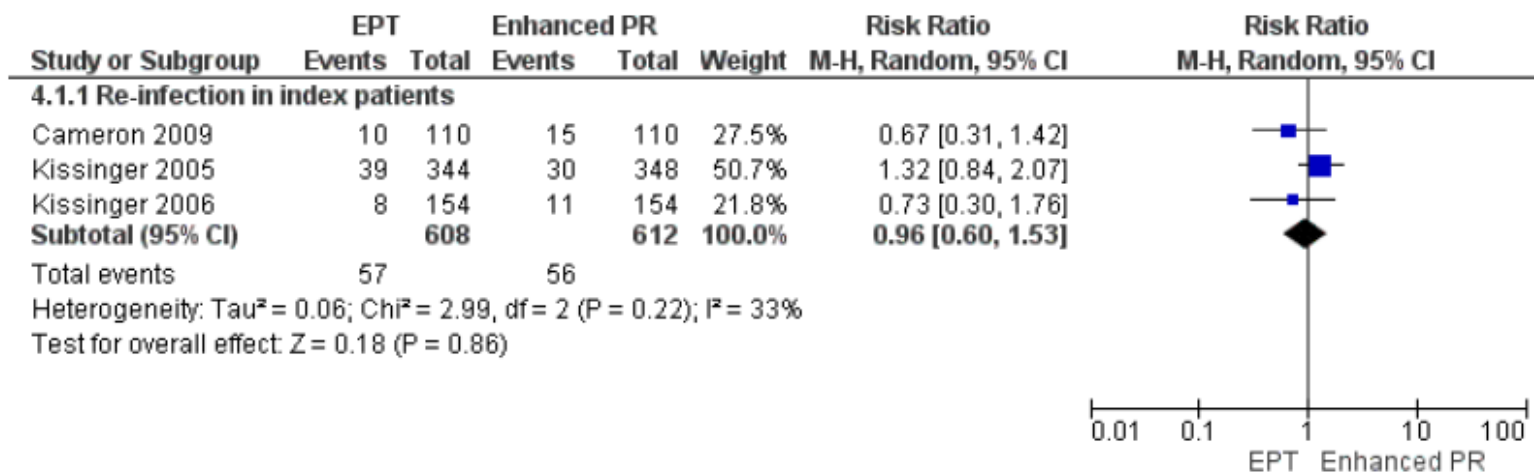 EPT Enhanced PR Risk Ratio Risk Ratio
Study or Subgroup Events Total Events Total Weight M-H, Random, 95% CI M-H, Random, 95% CI
4.1.1 Re-infection in index patients
Cameron 2009 10 110 15 110 27.5% 0.67 [0.31, 1.42]
Kissinger 2005 39 344 30 348 50.7% 1.32 [0.84, 2.07]
Kissinger 2006 8 154 11 154 21.8% 0.73 [0.30, 1.76]
Subtotal (95% CI) 608 612 100.0% 0.96 [0.60, 1.53]
Total events 57 56
Heterogeneity: Tau² = 0.06; Chi² = 2.99, df = 2 (P = 0.22); I² = 33%
Test for overall effect: Z = 0.18 (P = 0.86)
0.01 0.1 1 10 100
EPT Enhanced PR